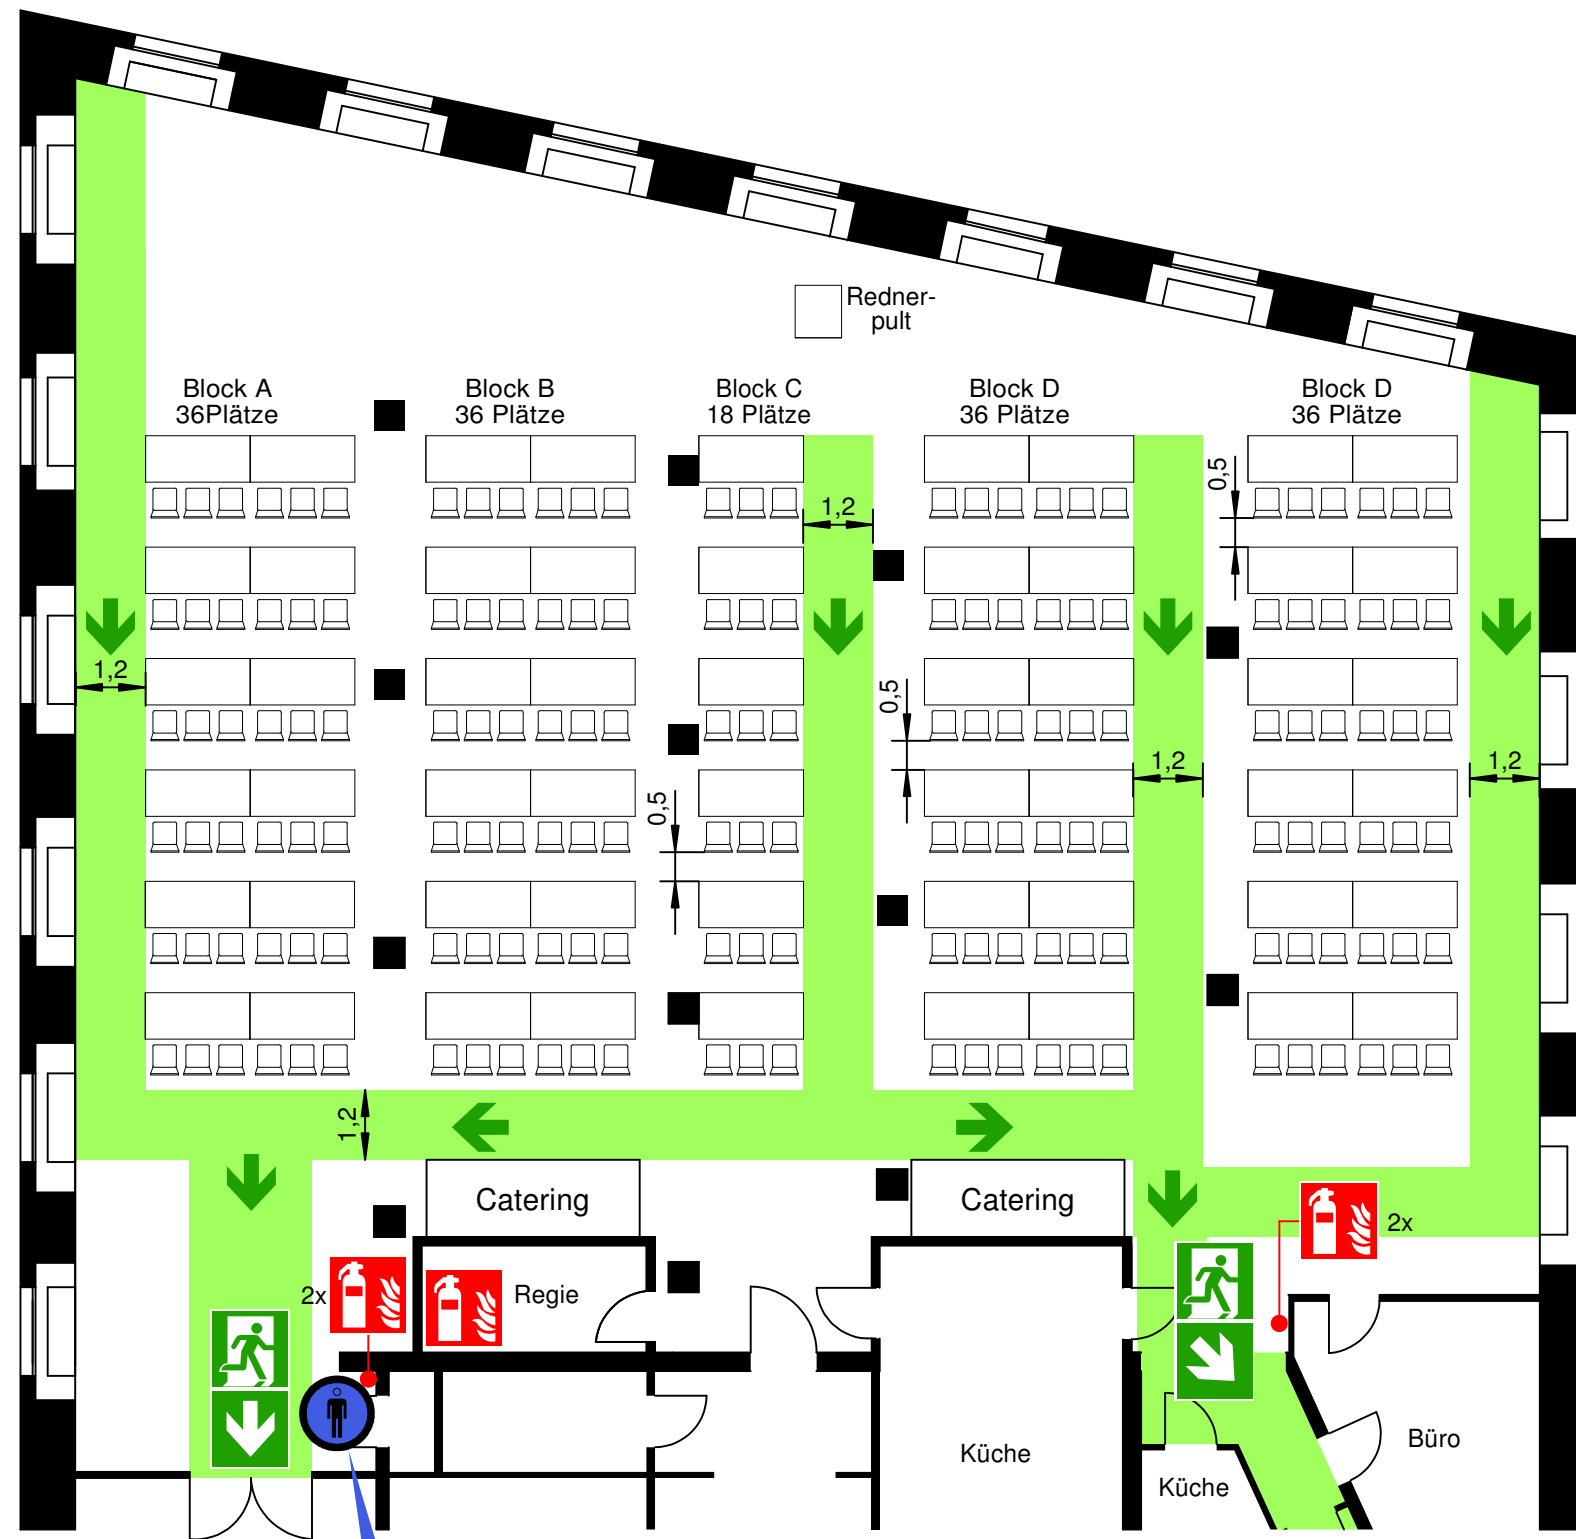 Redner-
pult
Block A
36Plätze
Block B
36 Plätze
Block C
18 Plätze
Block D
36 Plätze
Block D
36 Plätze
0,5
1,2
1,2
0,5
1,2
1,2
0,5
1,2
Catering
Catering
2x
2x
Regie
Küche
Küche
Büro